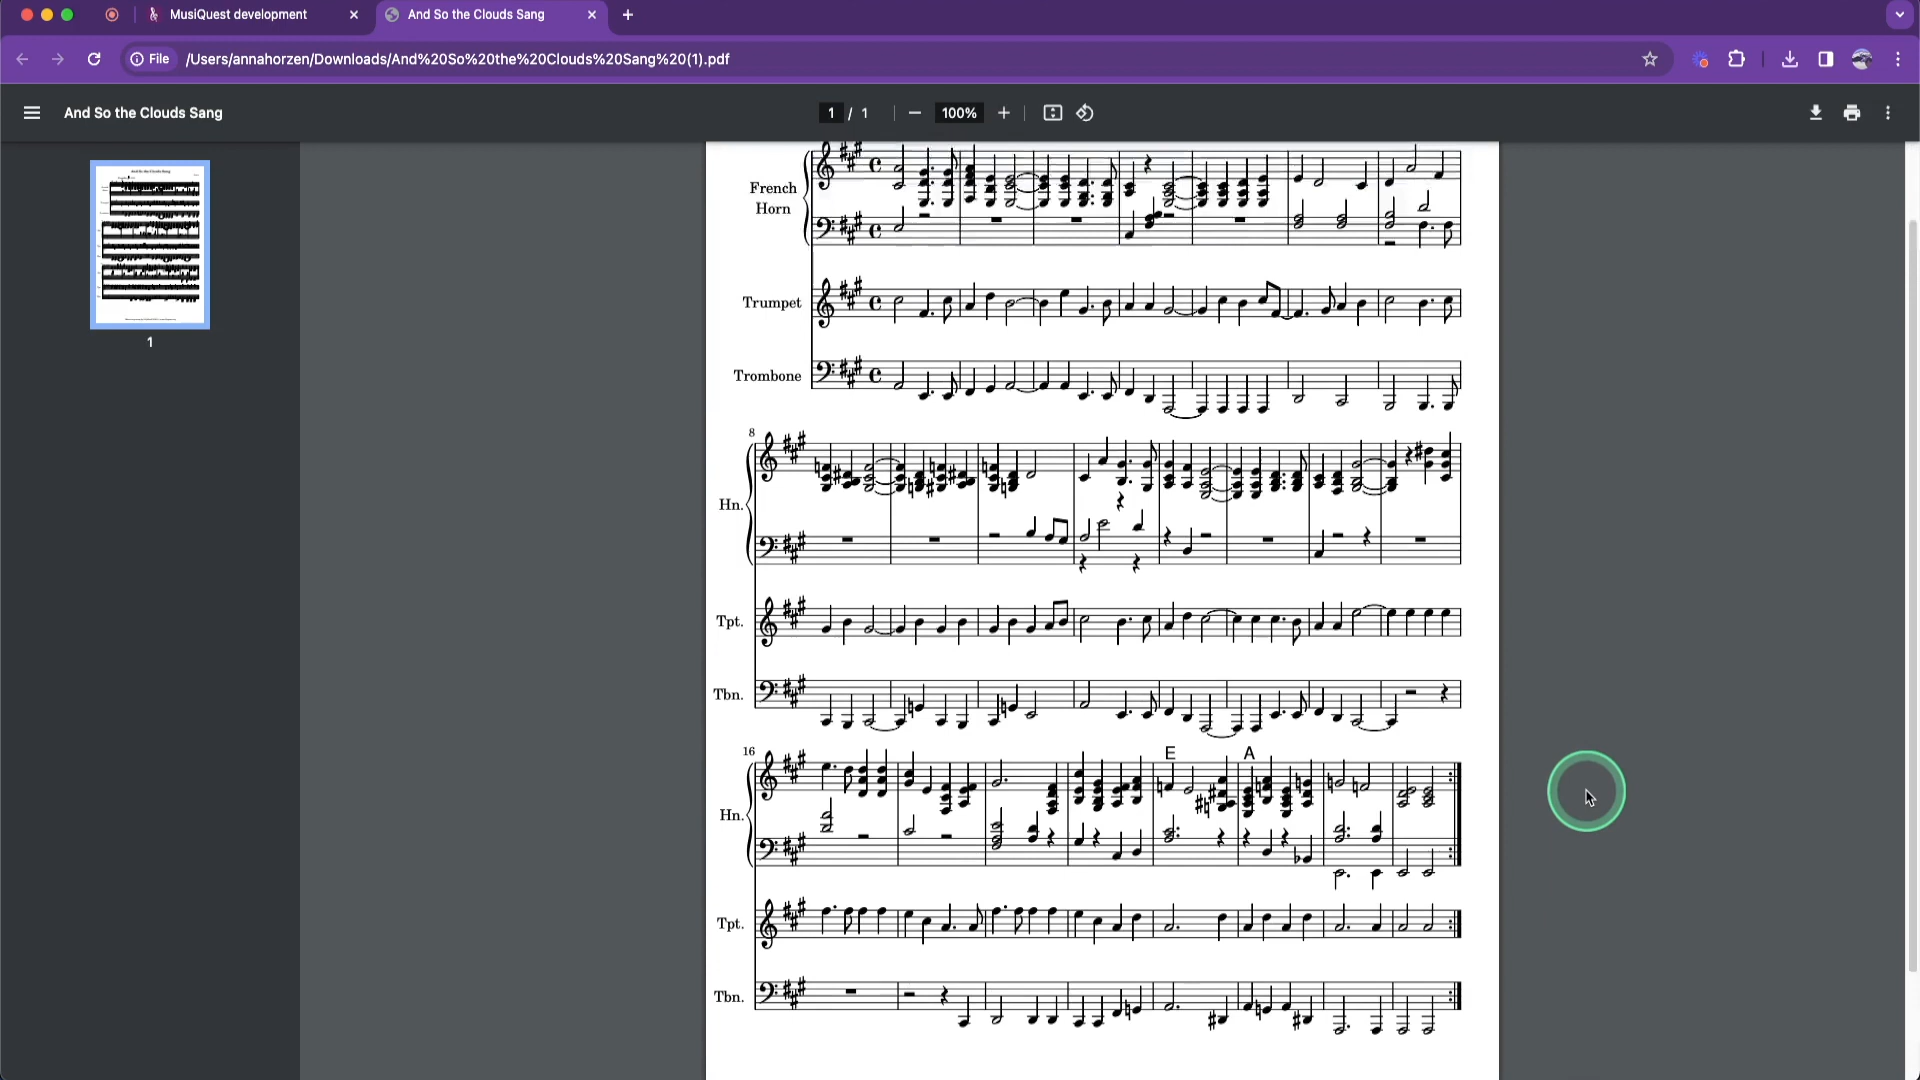 MusiQuest development
And So the Clouds Sang
File
/Users/annahorzen/Downloads/And%20So%20the%20Clouds%20Sang%20(1).pdf
And So the Clouds Sang
1 / 1
100%
1
French
Horn
Trumpet
Trombone
8
Hn.
Tpt.
Tbn.
16
E
A
Hn.
Tpt.
Tbn.